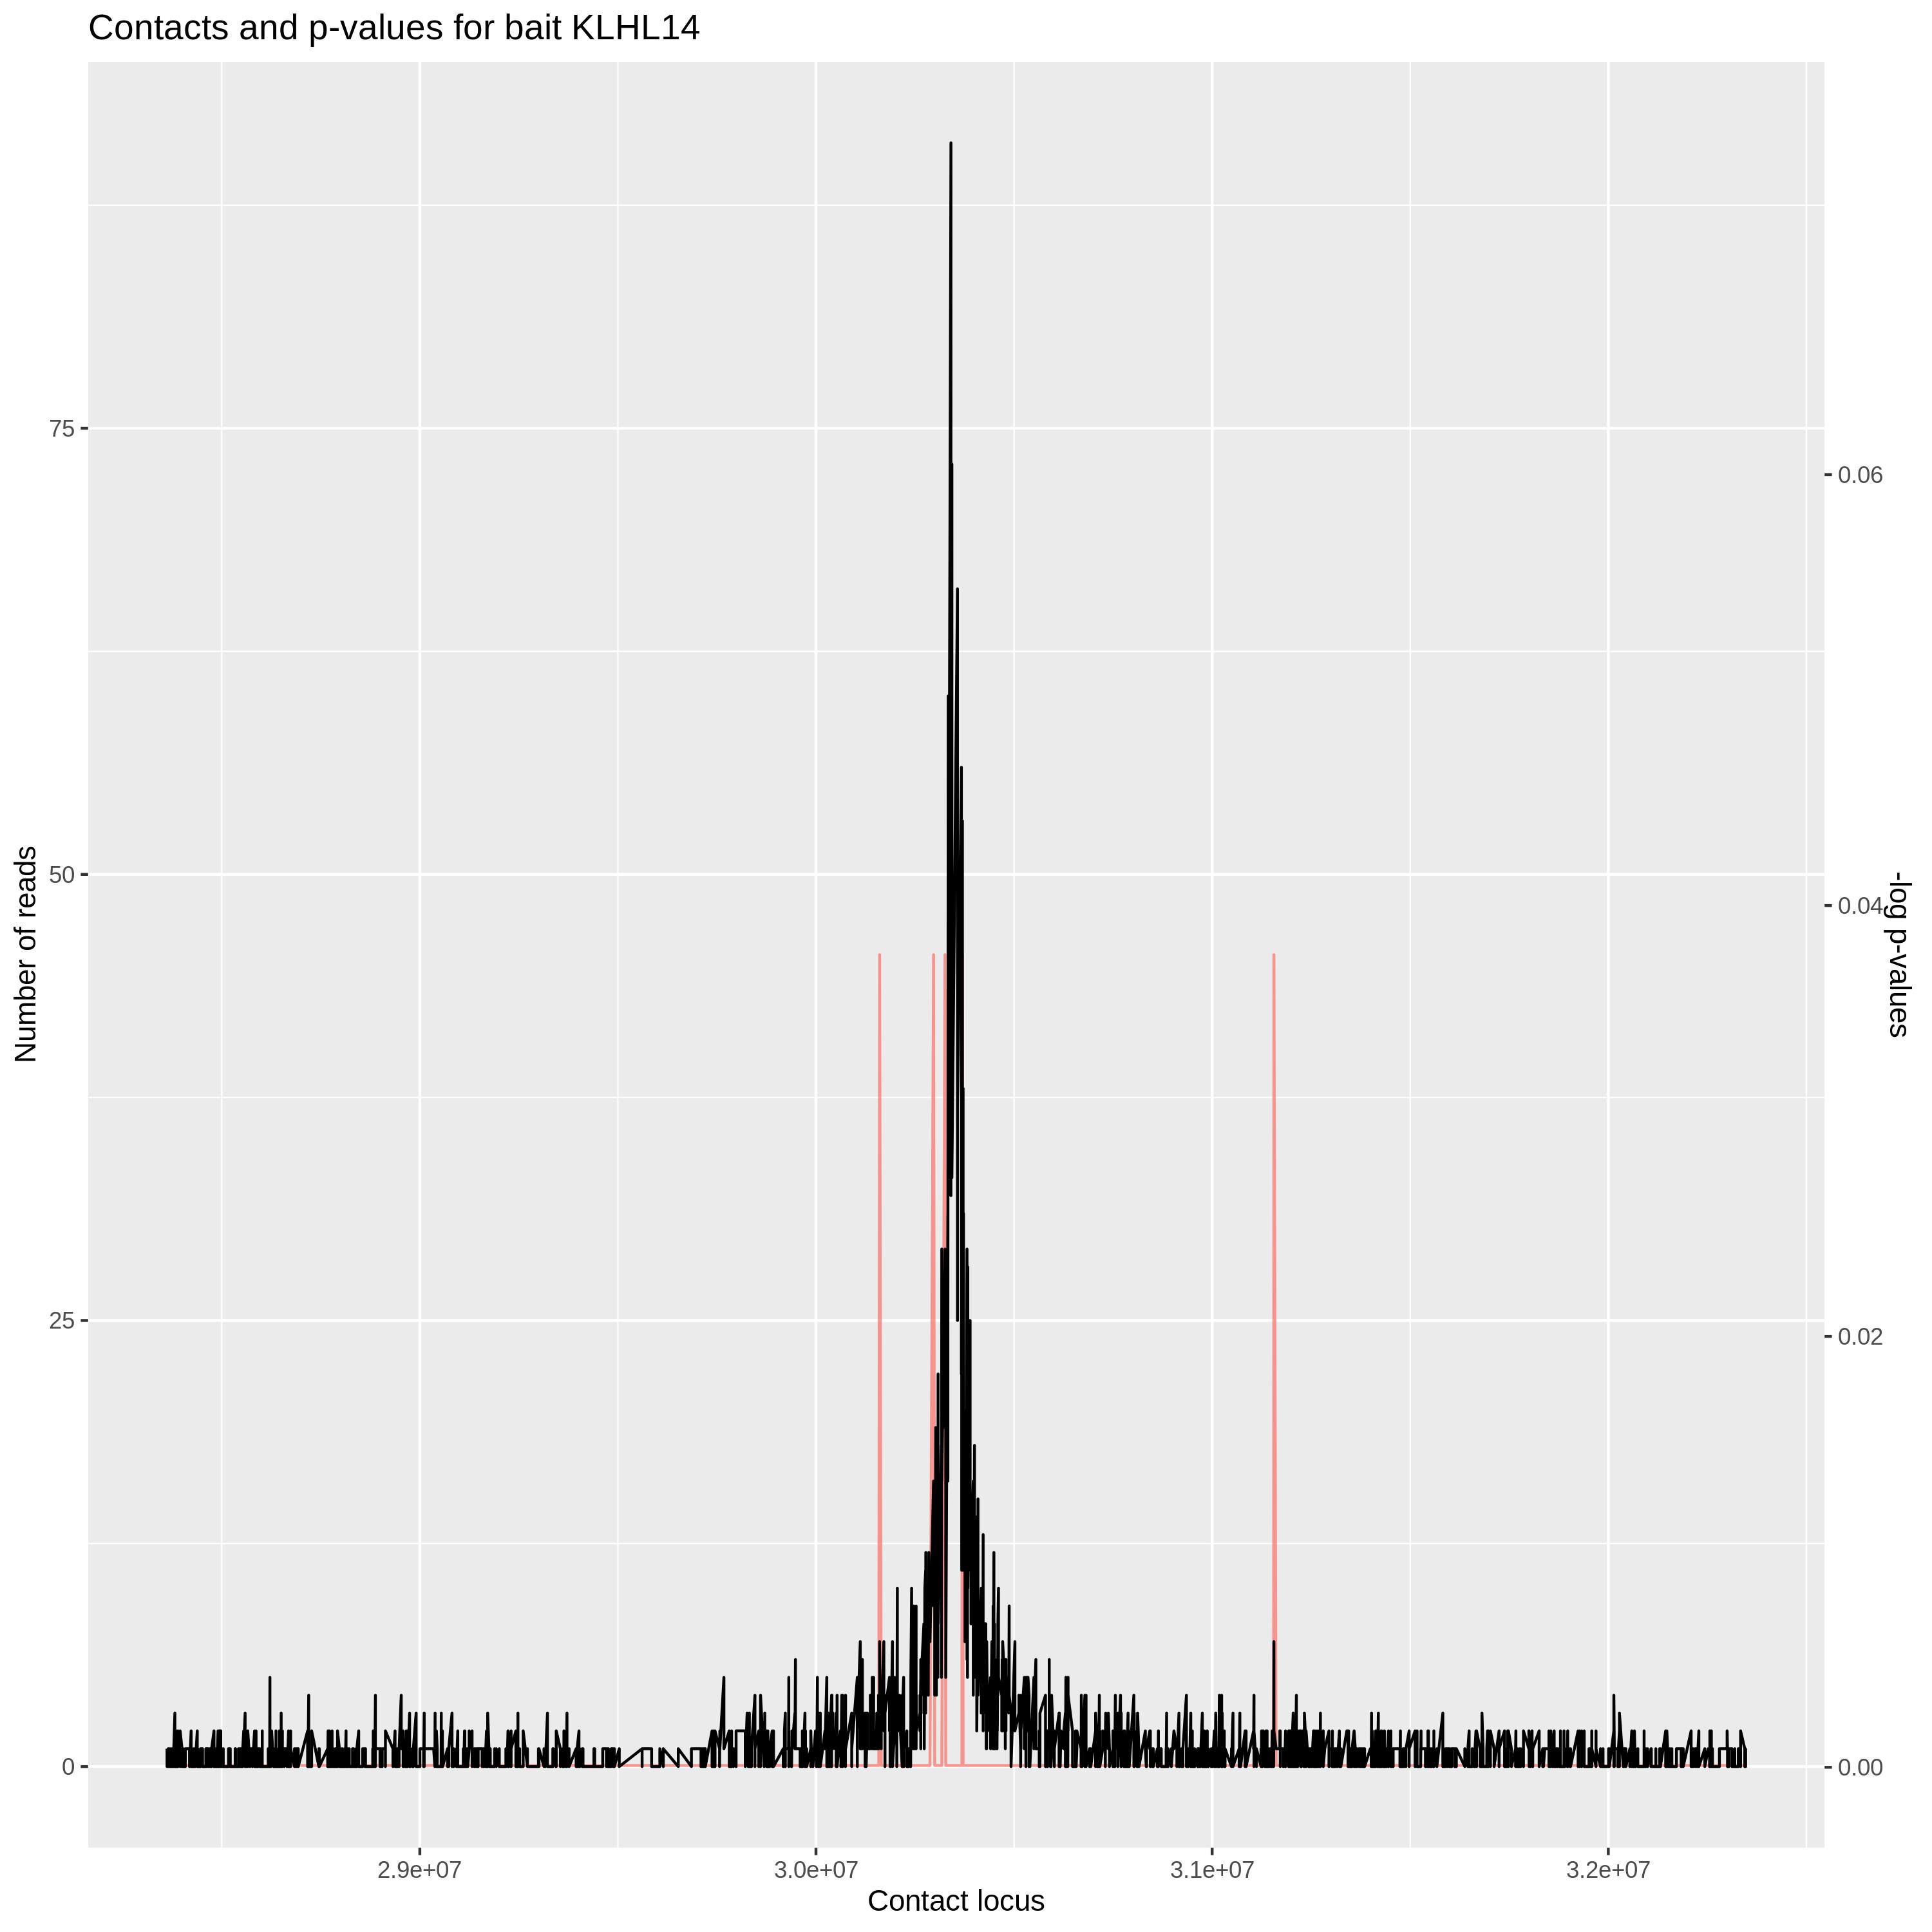 Contacts and p-values for bait KLHL14
Number of reads
75
50
25
0
0.06
0.04
0.02
0.00
-log p-values
2.9e+07
3.0e+07
3.1e+07
3.2e+07
Contact locus